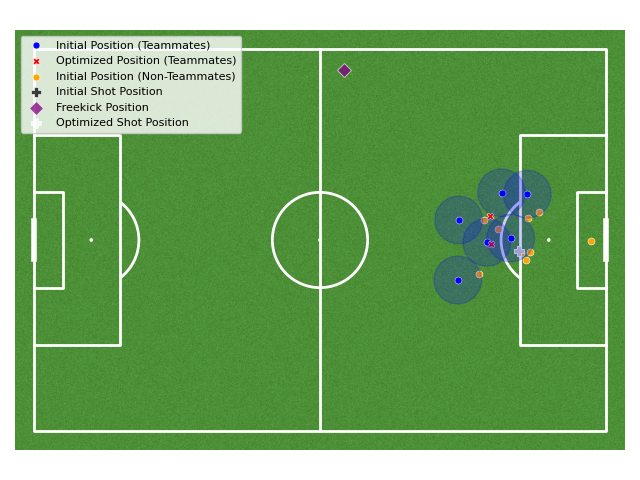 Initial Position (Teammates)
Optimized Position (Teammates)
Initial Position (Non-Teammates)
Initial Shot Position
Freekick Position
Optimized Shot Position